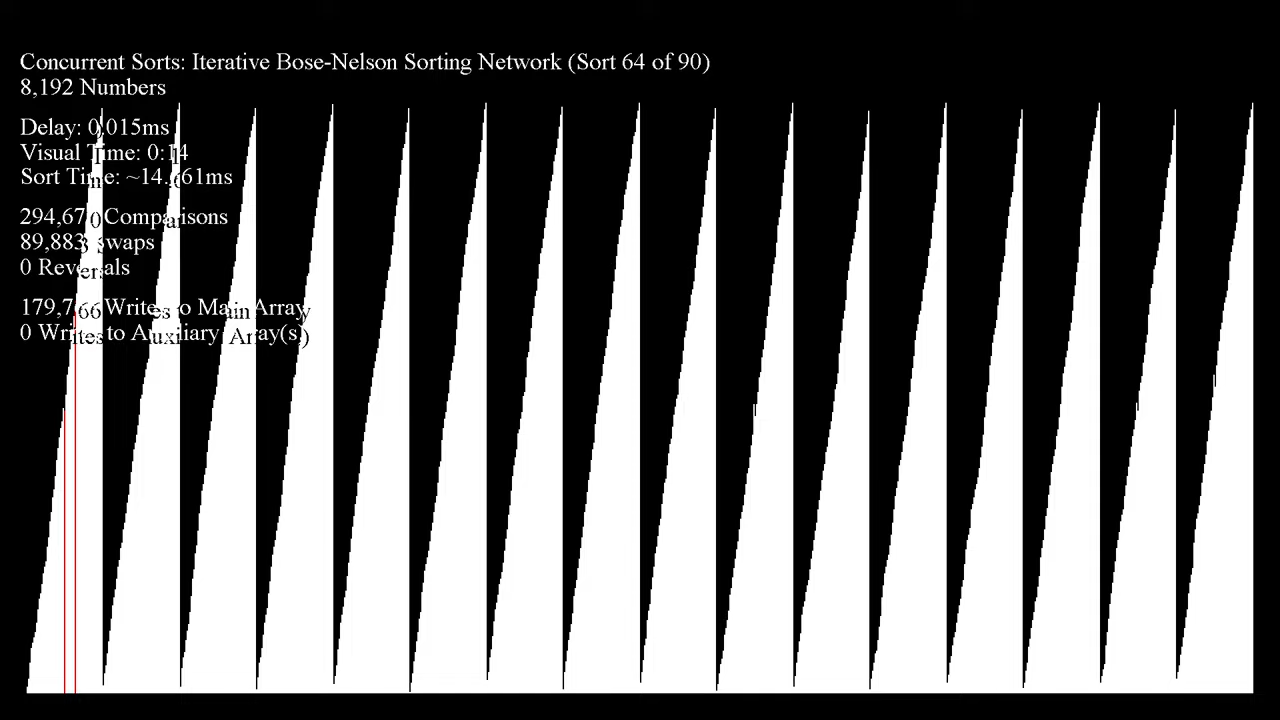 Concurrent Sorts: Iterative Bose-Nelson Sorting Network (Sort 64 of 90)
8,192 Numbers
Delay: 0.015ms
Visual Time: 0:14
Sort Time: ~14.661ms
294,670 Comparisons
89,883 Swaps
0 Reversals
179,766 Writes to Main Array
0 Writes to Auxiliary Array(s)